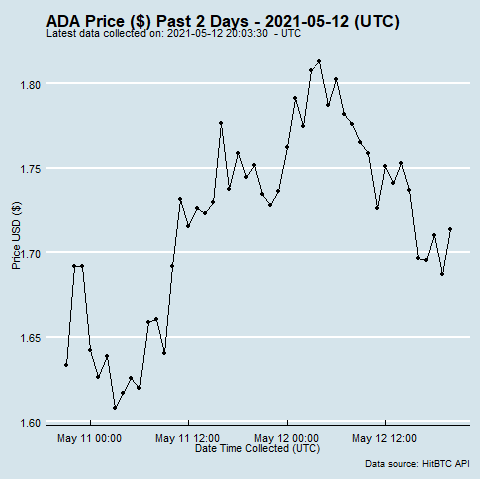 ADA Price ($) Past 2 Days - 2021-05-12 (UTC)
Latest data collected on: 2021-05-12 20:03:30 - UTC
1.80
1.75
1.70
1.65
1.60
Price USD ($)
May 11 00:00 May 11 12:00 May 12 00:00 May 12 12:00
Date Time Collected (UTC)
Data source: HitBTC API